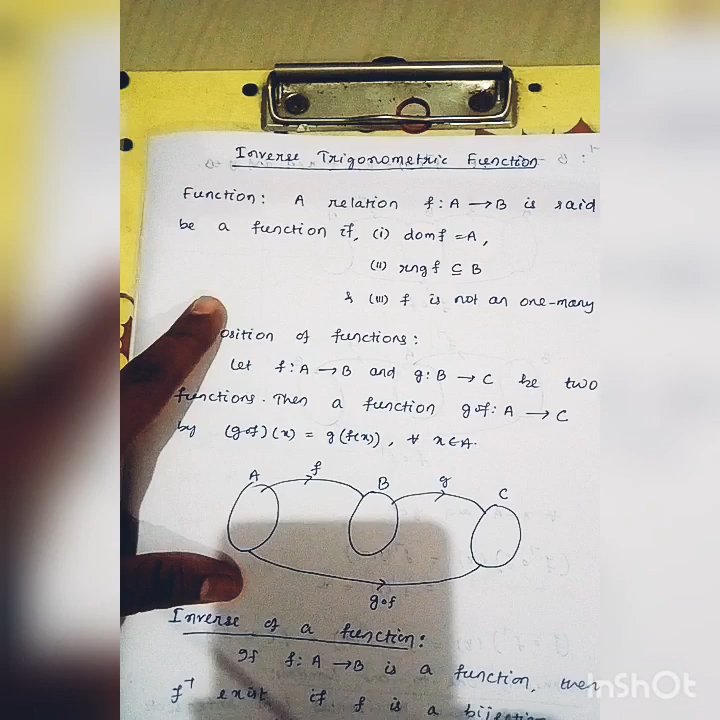 Inverse Trigonometric Function
Function: A relation f: A → B is said
be a function if, (i) dom f = A,
(ii) rng f ⊆ B
& (iii) f is not an one-many
osition of functions:
Let f: A → B and g: B → C be two
functions. Then a function gof: A → C
by (gof)(x) = g(f(x)), ∀ x ∈ A.
A f B g C
gof
Inverse of a function:
If f: A → B is a function, then
f⁻¹ exist if f is a bijection
InShOt